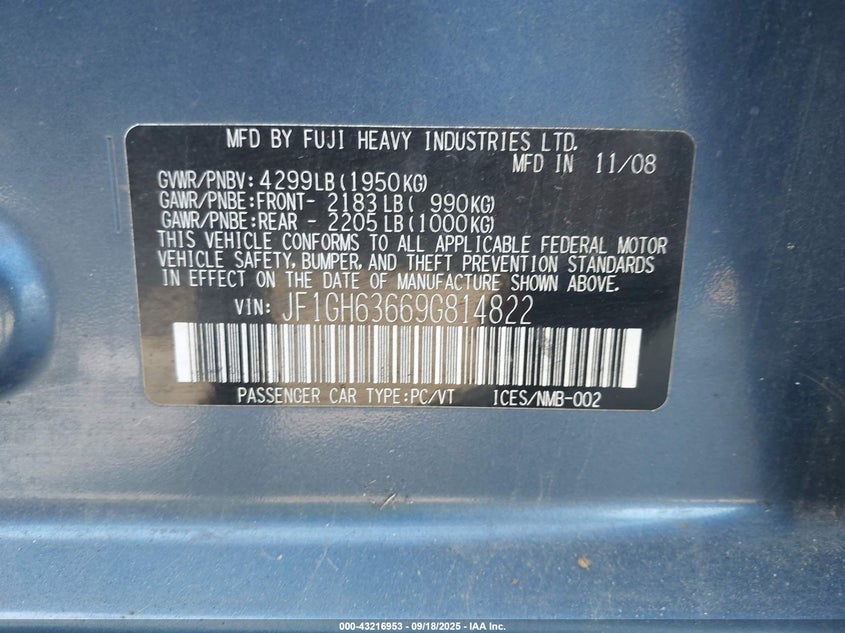 MFD BY FUJI HEAVY INDUSTRIES LTD.
MFD IN 11/08
GVWR/PNBV: 4299LB(1950KG)
GAWR/PNBE:FRONT- 2183LB( 990KG)
GAWR/PNBE:REAR - 2205LB(1000KG)
THIS VEHICLE CONFORMS TO ALL APPLICABLE FEDERAL MOTOR
VEHICLE SAFETY, BUMPER, AND THEFT PREVENTION STANDARDS
IN EFFECT ON THE DATE OF MANUFACTURE SHOWN ABOVE.
VIN: JF1GH63669G814822
PASSENGER CAR TYPE:PC/VT ICES/NMB-002
000-43216953 — 09/18/2025 — IAA Inc.